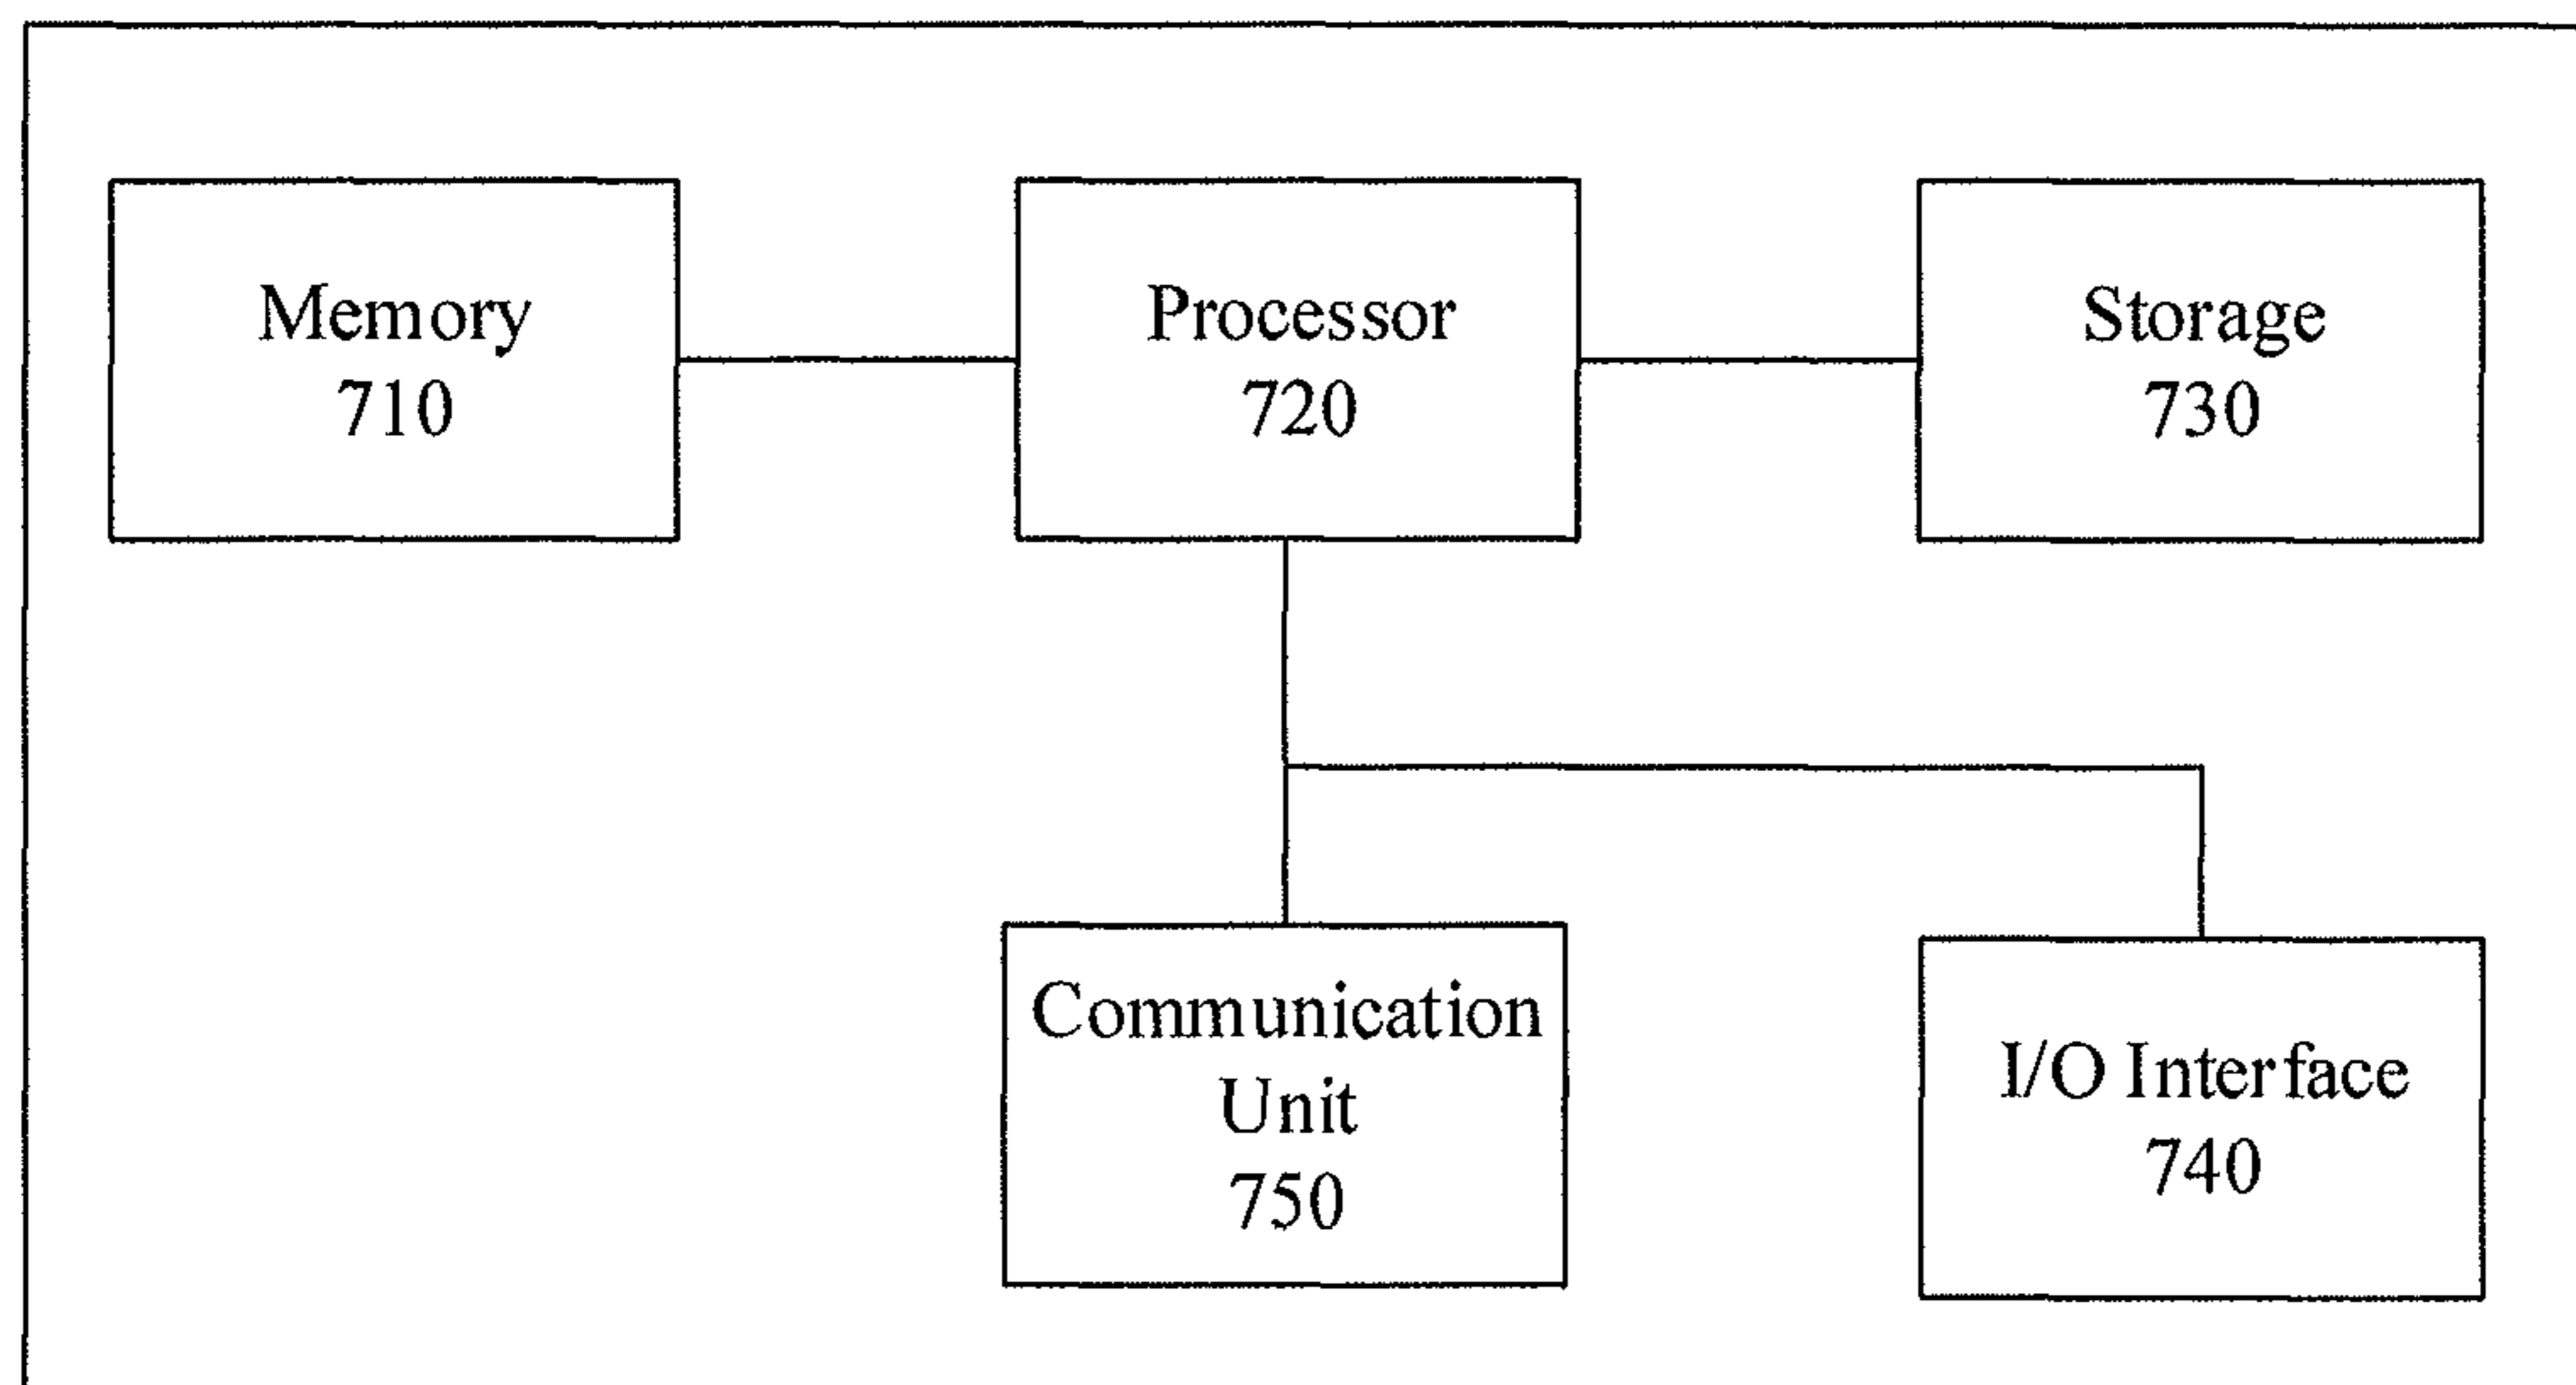 Memory
710
Processor
720
Storage
730
Communication
Unit
750
I/O Interface
740